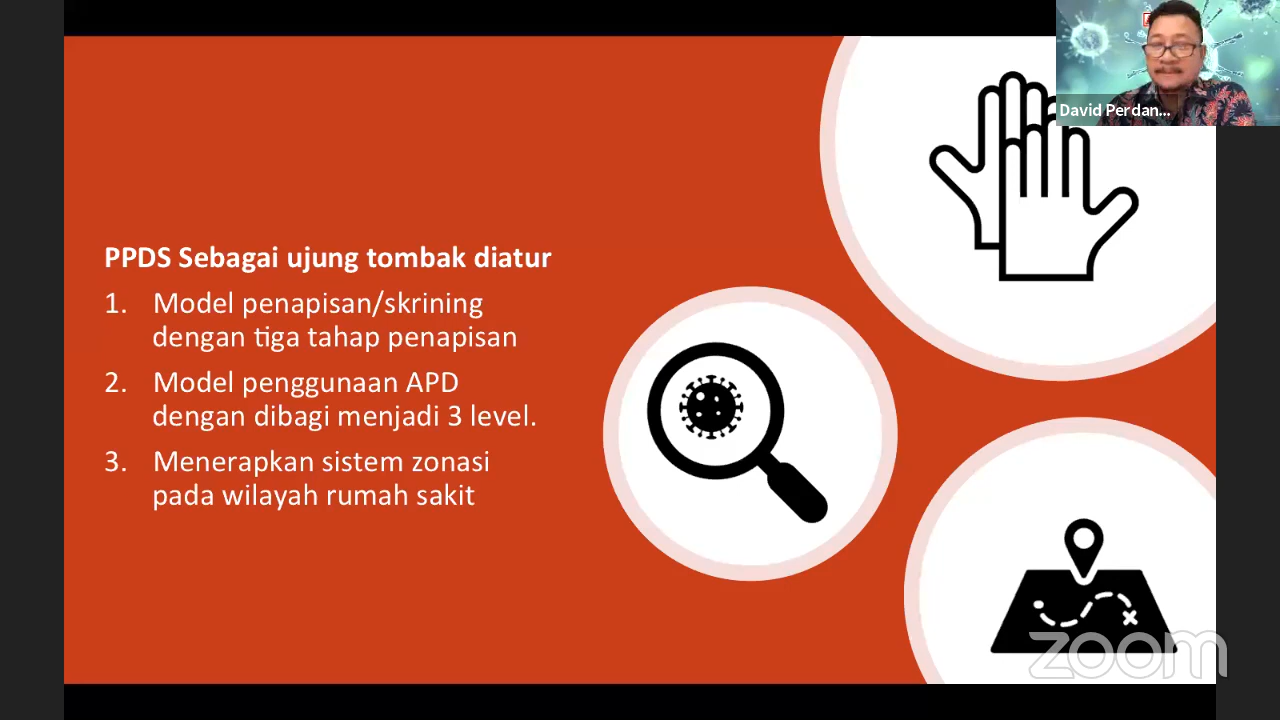 David Perdan...
PPDS Sebagai ujung tombak diatur
1. Model penapisan/skrining
dengan tiga tahap penapisan
2. Model penggunaan APD
dengan dibagi menjadi 3 level.
3. Menerapkan sistem zonasi
pada wilayah rumah sakit
zoom